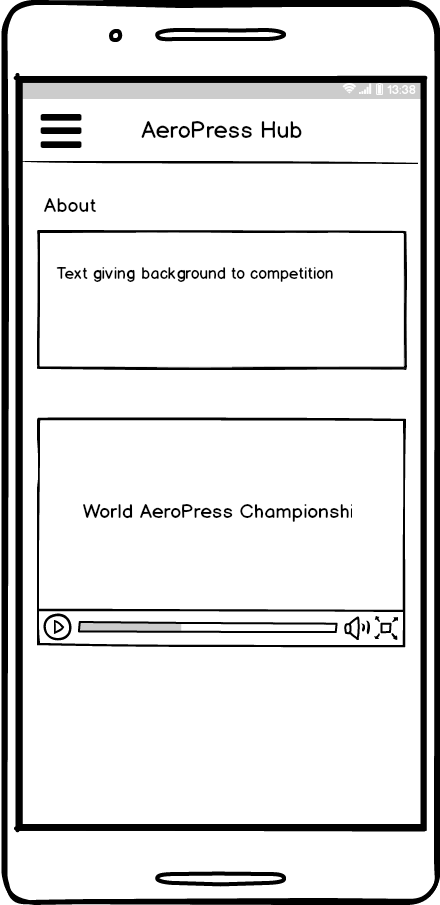 13:38
AeroPress Hub
About
Text giving background to competition
World AeroPress Championshi